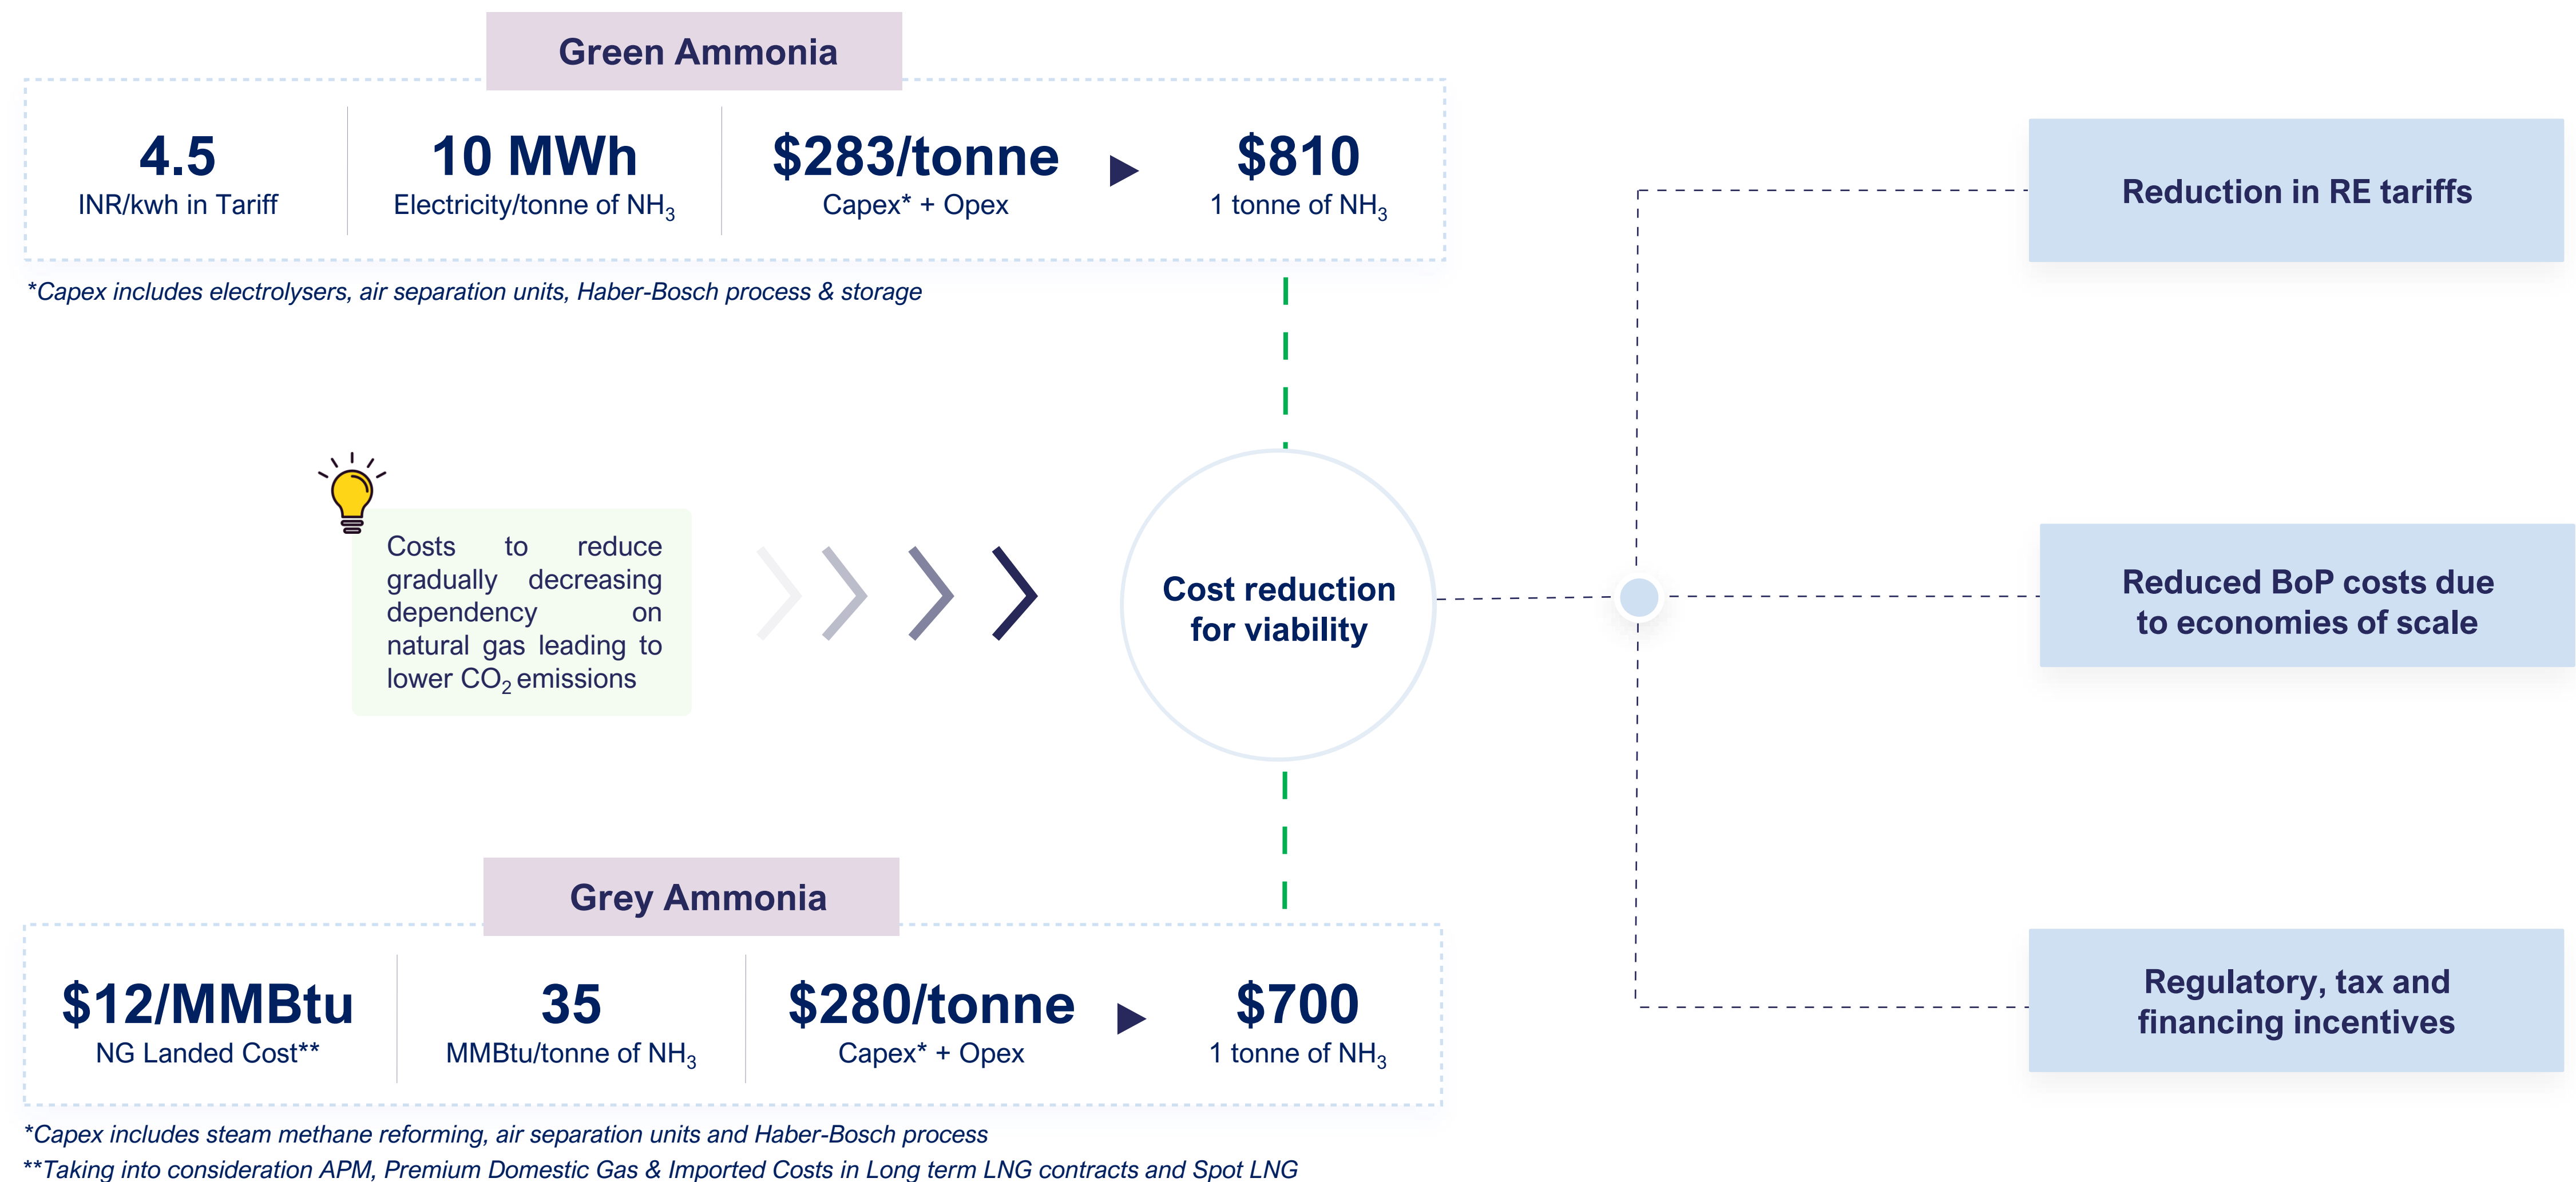 Green Ammonia
4.5
INR/kwh in Tariff
10 MWh
Electricity/tonne of NH₃
$283/tonne
Capex* + Opex
$810
1 tonne of NH₃
*Capex includes electrolysers, air separation units, Haber-Bosch process & storage
Costs to reduce
gradually decreasing
dependency on
natural gas leading to
lower CO₂ emissions
Cost reduction
for viability
Reduction in RE tariffs
Reduced BoP costs due
to economies of scale
Regulatory, tax and
financing incentives
Grey Ammonia
$12/MMBtu
NG Landed Cost**
35
MMBtu/tonne of NH₃
$280/tonne
Capex* + Opex
$700
1 tonne of NH₃
*Capex includes steam methane reforming, air separation units and Haber-Bosch process
**Taking into consideration APM, Premium Domestic Gas & Imported Costs in Long term LNG contracts and Spot LNG